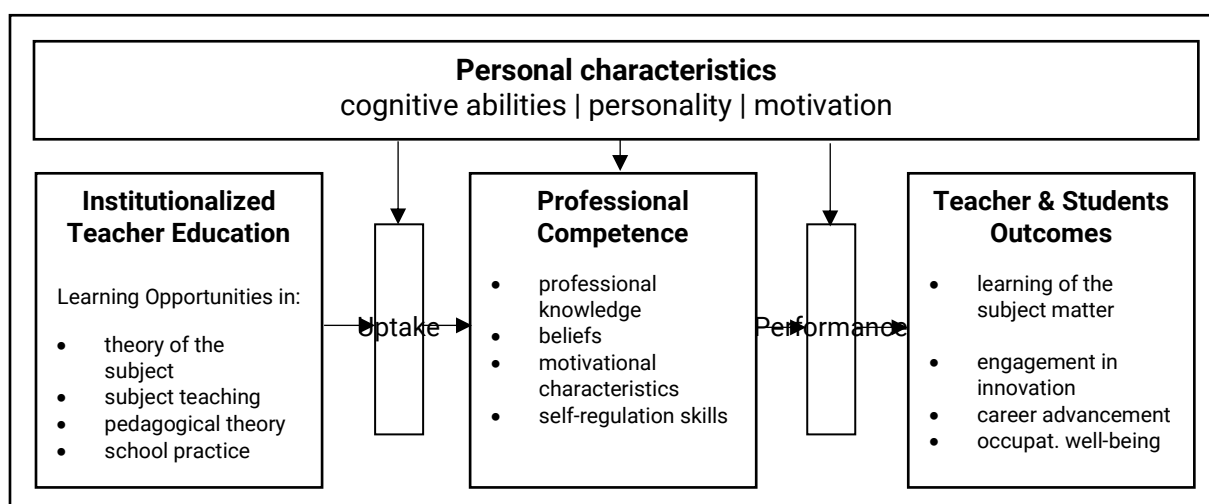 Personal characteristics
cognitive abilities | personality | motivation
Institutionalized
Teacher Education
Learning Opportunities in:
• theory of the
subject
• subject teaching
• pedagogical theory
• school practice
Uptake
Professional
Competence
• professional
knowledge
• beliefs
• motivational
characteristics
• self-regulation skills
Performance
Teacher & Students
Outcomes
• learning of the
subject matter
• engagement in
innovation
• career advancement
• occupat. well-being